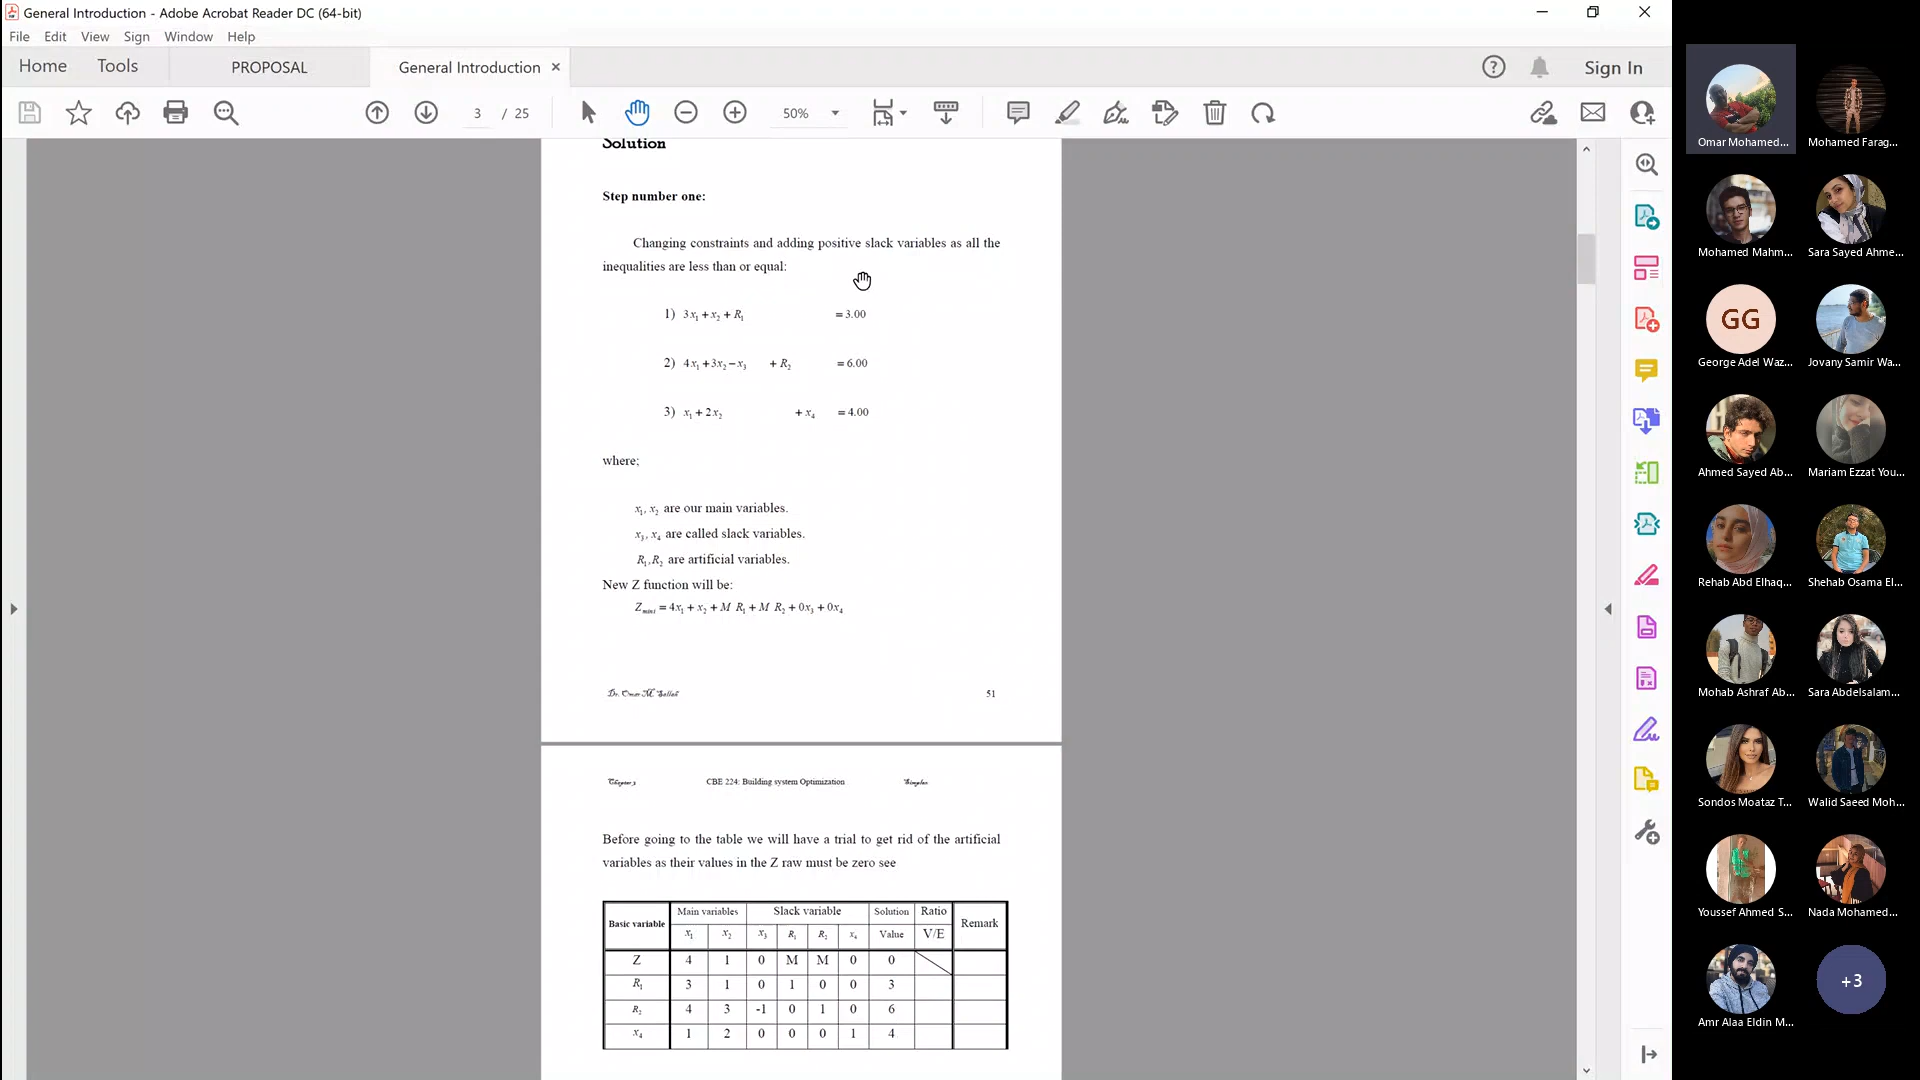 General Introduction - Adobe Acrobat Reader DC (64-bit)
File Edit View Sign Window Help
Home Tools PROPOSAL General Introduction × Sign In
3 / 25 50%
Solution
Step number one:
Changing constraints and adding positive slack variables as all the
inequalities are less than or equal:
1) 3x₁ + x₂ + R₁ = 3.00
2) 4x₁ + 3x₂ − x₃ + R₂ = 6.00
3) x₁ + 2x₂ + x₄ = 4.00
where;
x₁, x₂ are our main variables.
x₃, x₄ are called slack variables.
R₁, R₂ are artificial variables.
New Z function will be:
Zmini = 4x₁ + x₂ + M R₁ + M R₂ + 0x₃ + 0x₄
Dr. Omar M. Sallah 51
Chapter 3 CBE 224: Building system Optimization Simplex
Before going to the table we will have a trial to get rid of the artificial
variables as their values in the Z raw must be zero see
Basic variable Main variables Slack variable Solution Ratio Remark
x₁ x₂ x₃ R₁ R₂ x₄ Value V/E
Z 4 1 0 M M 0 0
R₁ 3 1 0 1 0 0 3
R₂ 4 3 -1 0 1 0 6
x₄ 1 2 0 0 0 1 4
Omar Mohamed... Mohamed Farag...
Mohamed Mahm... Sara Sayed Ahme...
GG
George Adel Waz... Jovany Samir Wa...
Ahmed Sayed Ab... Mariam Ezzat You...
Rehab Abd Elhaq... Shehab Osama El...
Mohab Ashraf Ab... Sara Abdelsalam...
Sondos Moataz T... Walid Saeed Moh...
Youssef Ahmed S... Nada Mohamed...
+3
Amr Alaa Eldin M...